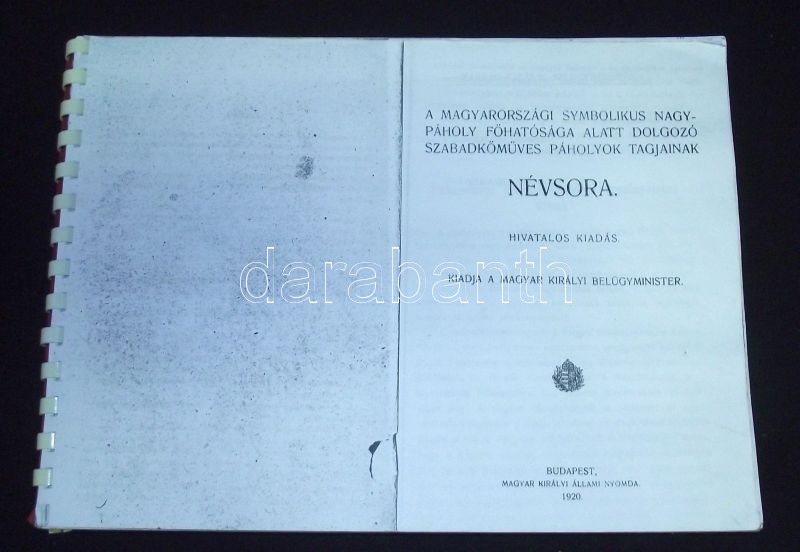 A MAGYARORSZÁGI SYMBOLIKUS NAGY-
PÁHOLY FŐHATÓSÁGA ALATT DOLGOZÓ
SZABADKŐMŰVES PÁHOLYOK TAGJAINAK
NÉVSORA.
HIVATALOS KIADÁS.
darabanth
KIADJA A MAGYAR KIRÁLYI BELÜGYMINISTER.
BUDAPEST,
MAGYAR KIRÁLYI ÁLLAMI NYOMDA.
1920.